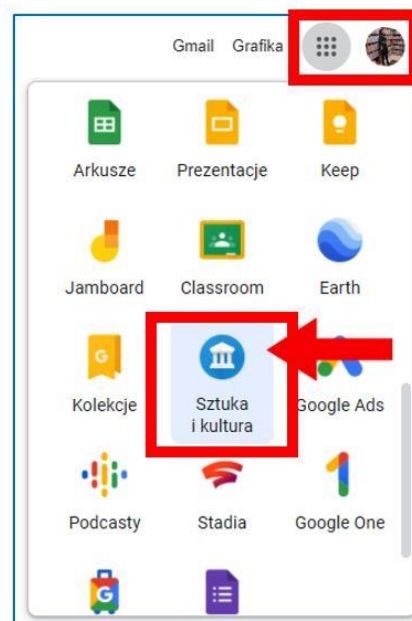 Gmail Grafika
Arkusze Prezentacje Keep
Jamboard Classroom Earth
Kolekcje Sztuka i kultura Google Ads
Podcasty Stadia Google One